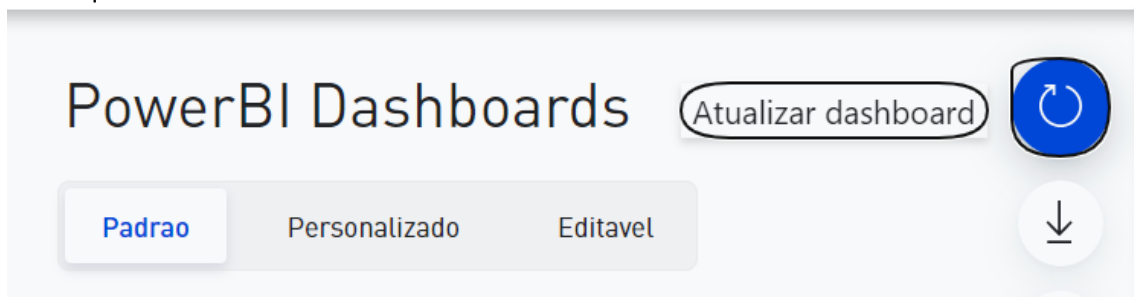 PowerBI Dashboards
Atualizar dashboard
Padrao
Personalizado
Editavel